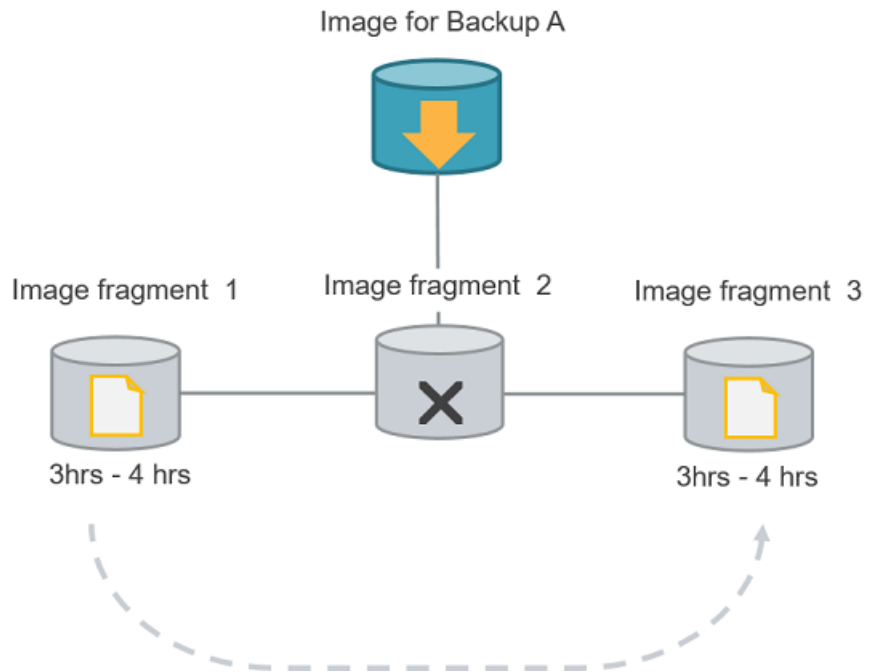 Image for Backup A
Image fragment 1
Image fragment 2
Image fragment 3
3hrs - 4 hrs
3hrs - 4 hrs